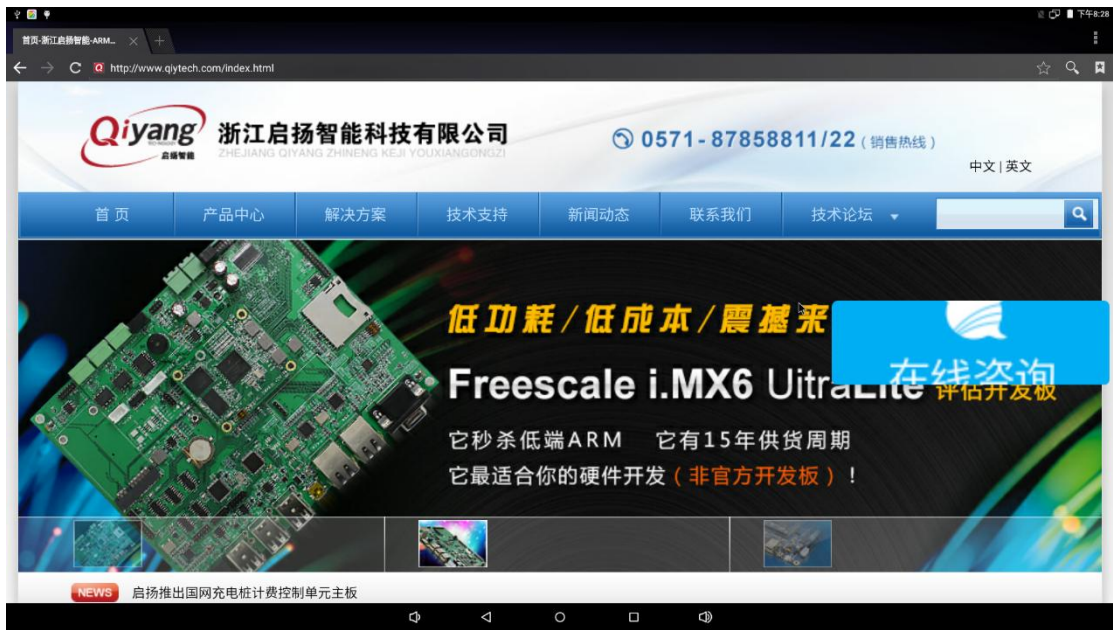 下午8:28
首页-浙江启扬智能-ARM...
http://www.qiytech.com/index.html
Qiyang
启扬智能
浙江启扬智能科技有限公司
ZHEJIANG QIYANG ZHINENG KEJI YOUXIANGONGZI
0571-87858811/22（销售热线）
中文 | 英文
首 页 产品中心 解决方案 技术支持 新闻动态 联系我们 技术论坛
低功耗/低成本/震撼来
在线咨询
Freescale i.MX6 UitraLite 评估开发板
它秒杀低端ARM 它有15年供货周期
它最适合你的硬件开发（非官方开发板）！
NEWS 启扬推出国网充电桩计费控制单元主板